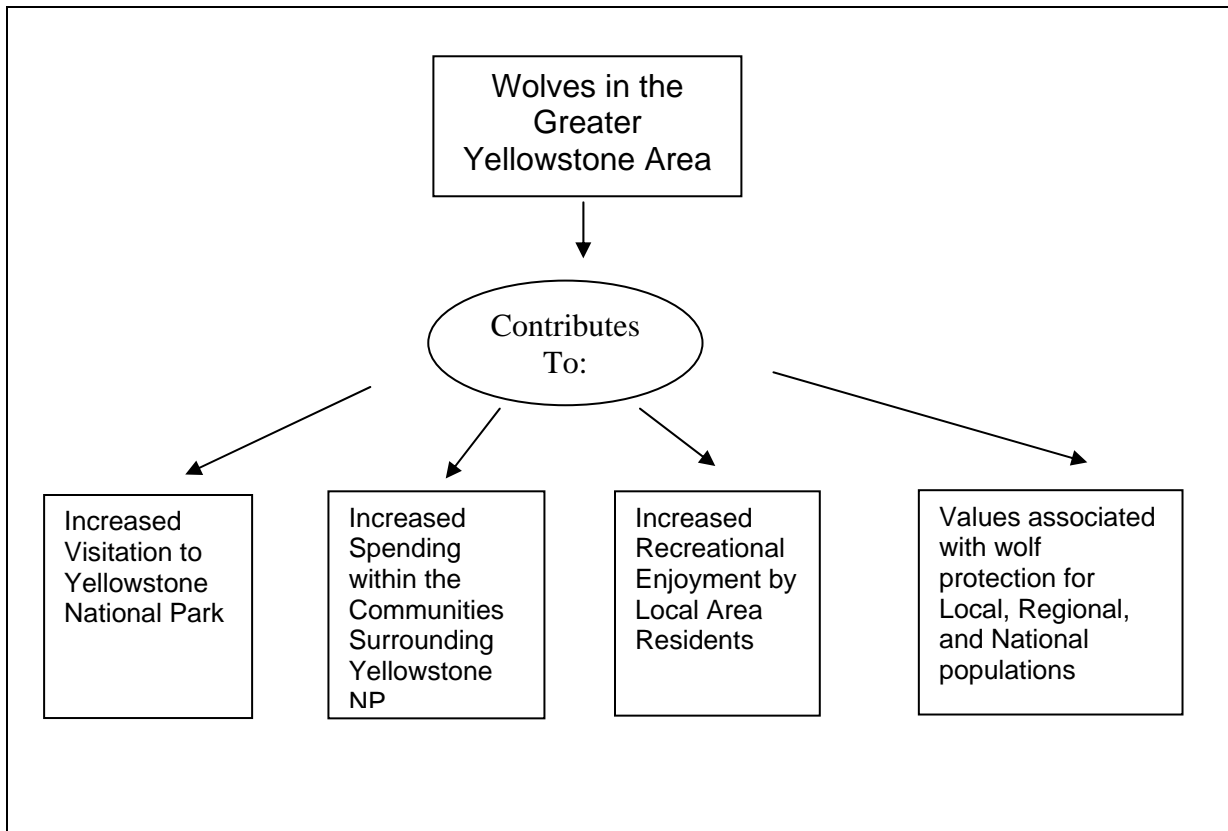 Wolves in the
Greater
Yellowstone Area
Contributes
To:
Increased
Visitation to
Yellowstone
National Park
Increased
Spending
within the
Communities
Surrounding
Yellowstone
NP
Increased
Recreational
Enjoyment by
Local Area
Residents
Values associated
with wolf
protection for
Local, Regional,
and National
populations